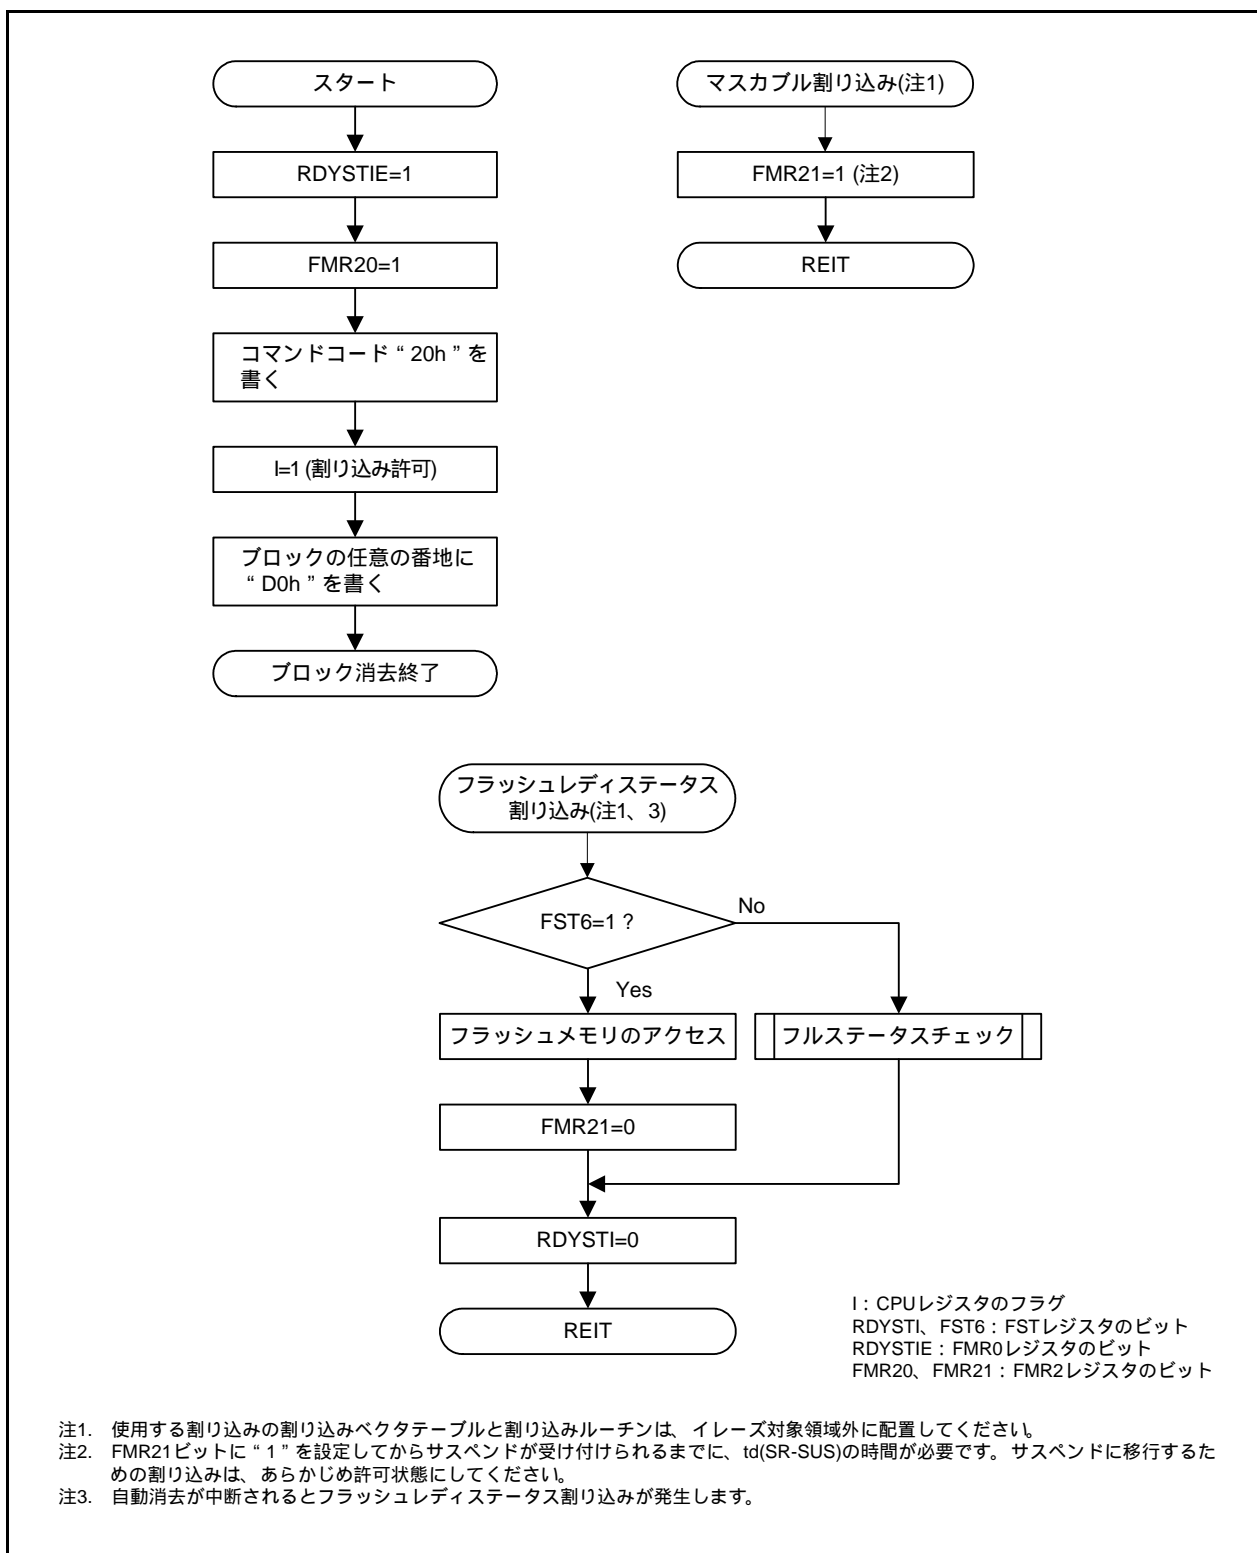 スタート
RDYSTIE=1
FMR20=1
コマンドコード“20h”を
書く
I=1 (割り込み許可)
ブロックの任意の番地に
“D0h”を書く
ブロック消去終了
マスカブル割り込み(注1)
FMR21=1 (注2)
REIT
フラッシュレディステータス
割り込み(注1、3)
FST6=1 ?
No
Yes
フラッシュメモリのアクセス
フルステータスチェック
FMR21=0
RDYSTI=0
REIT
I : CPUレジスタのフラグ
RDYSTI、FST6 : FSTレジスタのビット
RDYSTIE : FMR0レジスタのビット
FMR20、FMR21 : FMR2レジスタのビット
注1. 使用する割り込みの割り込みベクタテーブルと割り込みルーチンは、イレーズ対象領域外に配置してください。
注2. FMR21ビットに“1”を設定してからサスペンドが受け付けられるまでに、td(SR-SUS)の時間が必要です。サスペンドに移行するた
めの割り込みは、あらかじめ許可状態にしてください。
注3. 自動消去が中断されるとフラッシュレディステータス割り込みが発生します。